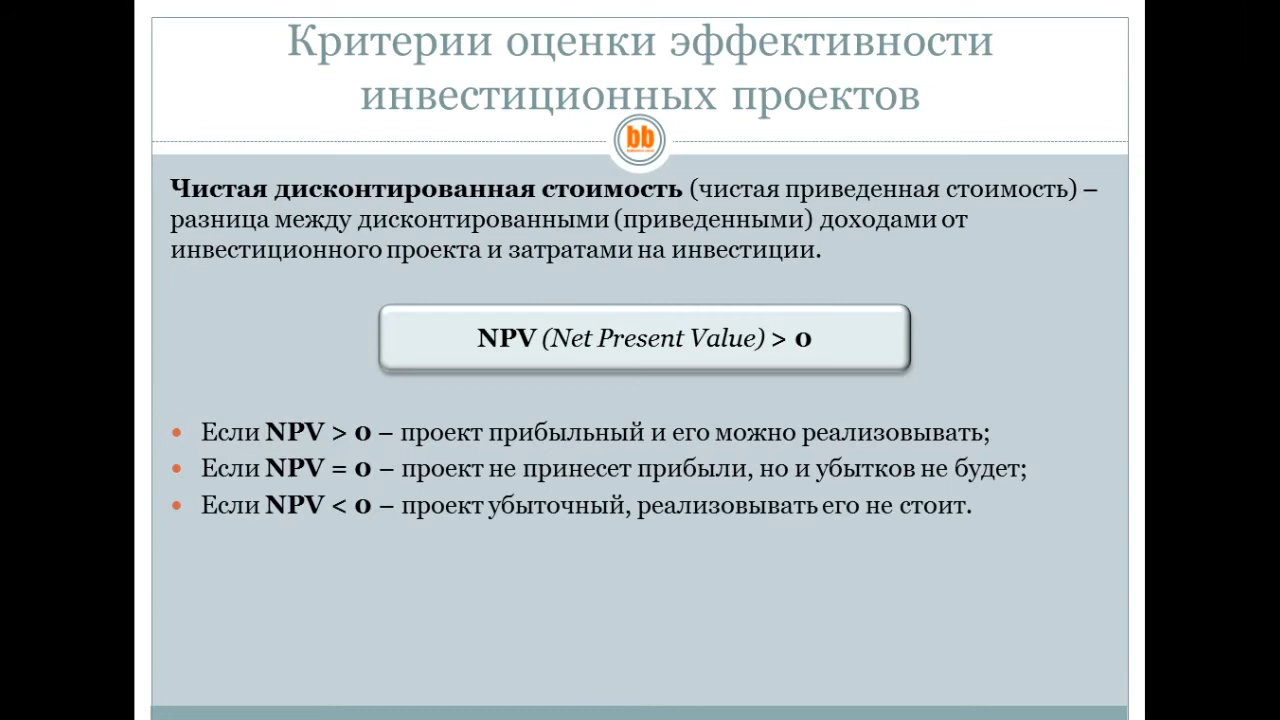 Критерии оценки эффективности
инвестиционных проектов
bb
Чистая дисконтированная стоимость (чистая приведенная стоимость) –
разница между дисконтированными (приведенными) доходами от
инвестиционного проекта и затратами на инвестиции.
NPV (Net Present Value) > 0
• Если NPV > 0 – проект прибыльный и его можно реализовывать;
• Если NPV = 0 – проект не принесет прибыли, но и убытков не будет;
• Если NPV < 0 – проект убыточный, реализовывать его не стоит.